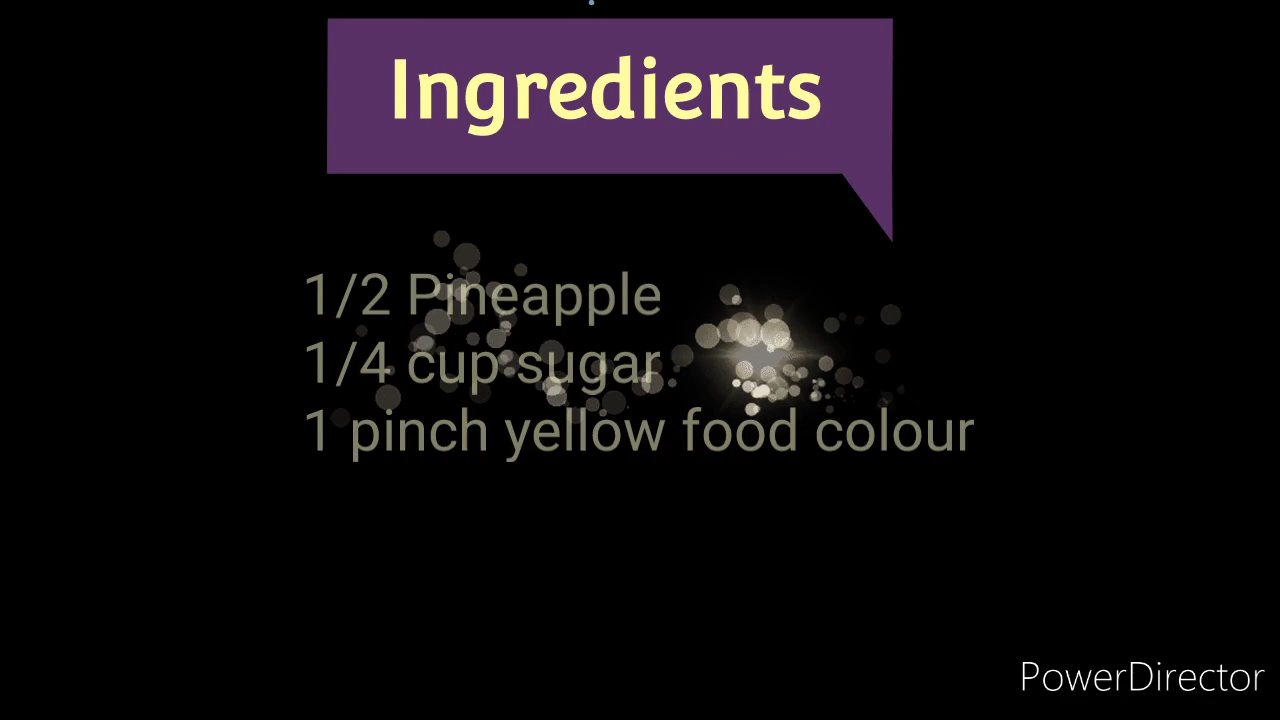 Ingredients
1/2 Pineapple
1/4 cup sugar
1 pinch yellow food colour
PowerDirector